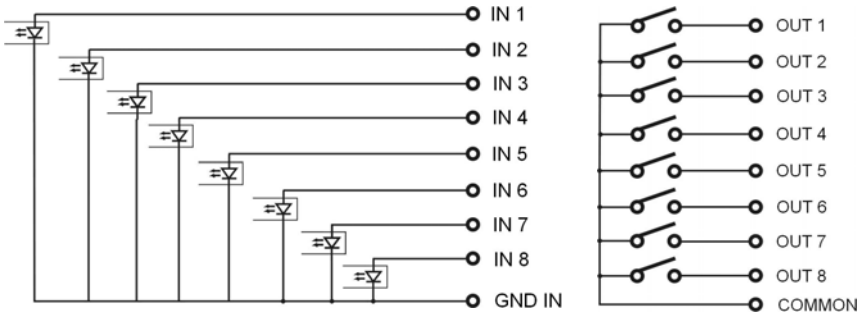 IN 1
IN 2
IN 3
IN 4
IN 5
IN 6
IN 7
IN 8
GND IN
OUT 1
OUT 2
OUT 3
OUT 4
OUT 5
OUT 6
OUT 7
OUT 8
COMMON